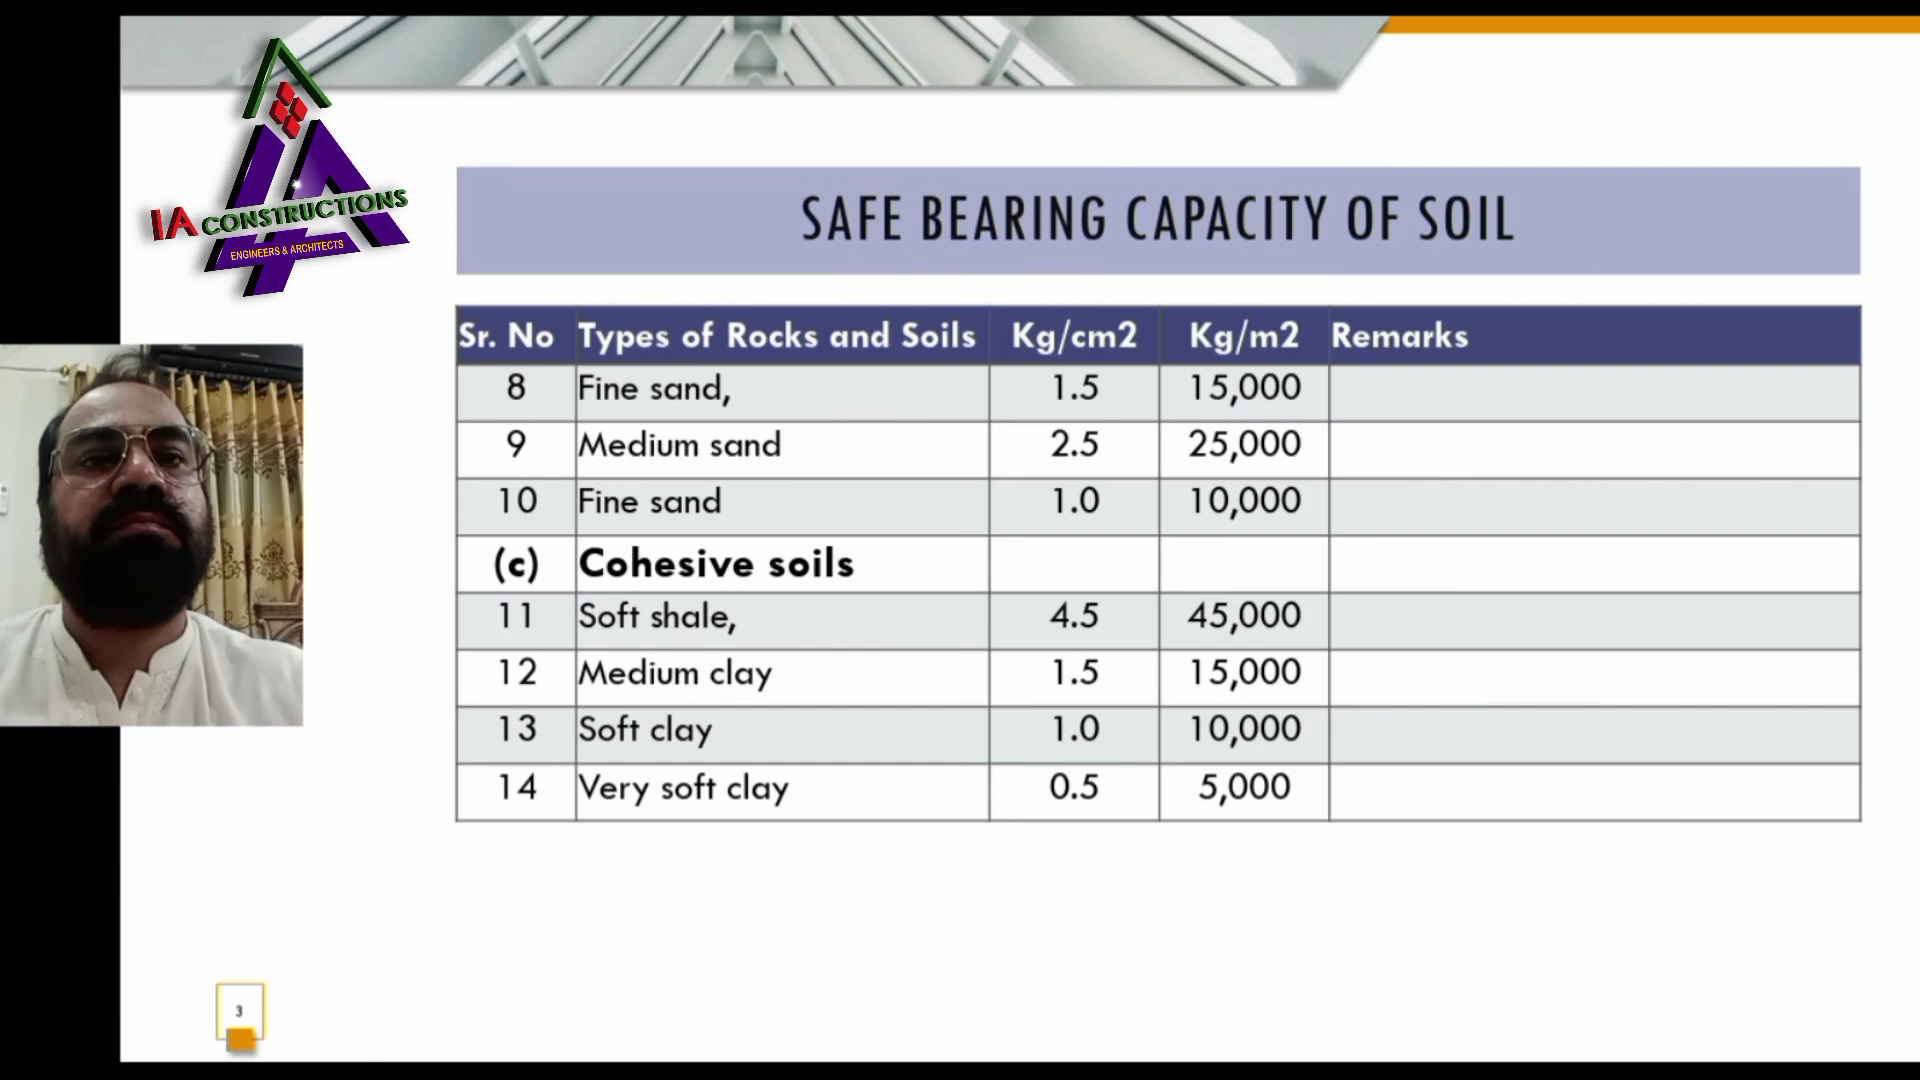 IA CONSTRUCTIONS
ENGINEERS & ARCHITECTS
SAFE BEARING CAPACITY OF SOIL
Sr. No Types of Rocks and Soils Kg/cm2 Kg/m2 Remarks
8 Fine sand, 1.5 15,000
9 Medium sand 2.5 25,000
10 Fine sand 1.0 10,000
(c) Cohesive soils
11 Soft shale, 4.5 45,000
12 Medium clay 1.5 15,000
13 Soft clay 1.0 10,000
14 Very soft clay 0.5 5,000
3